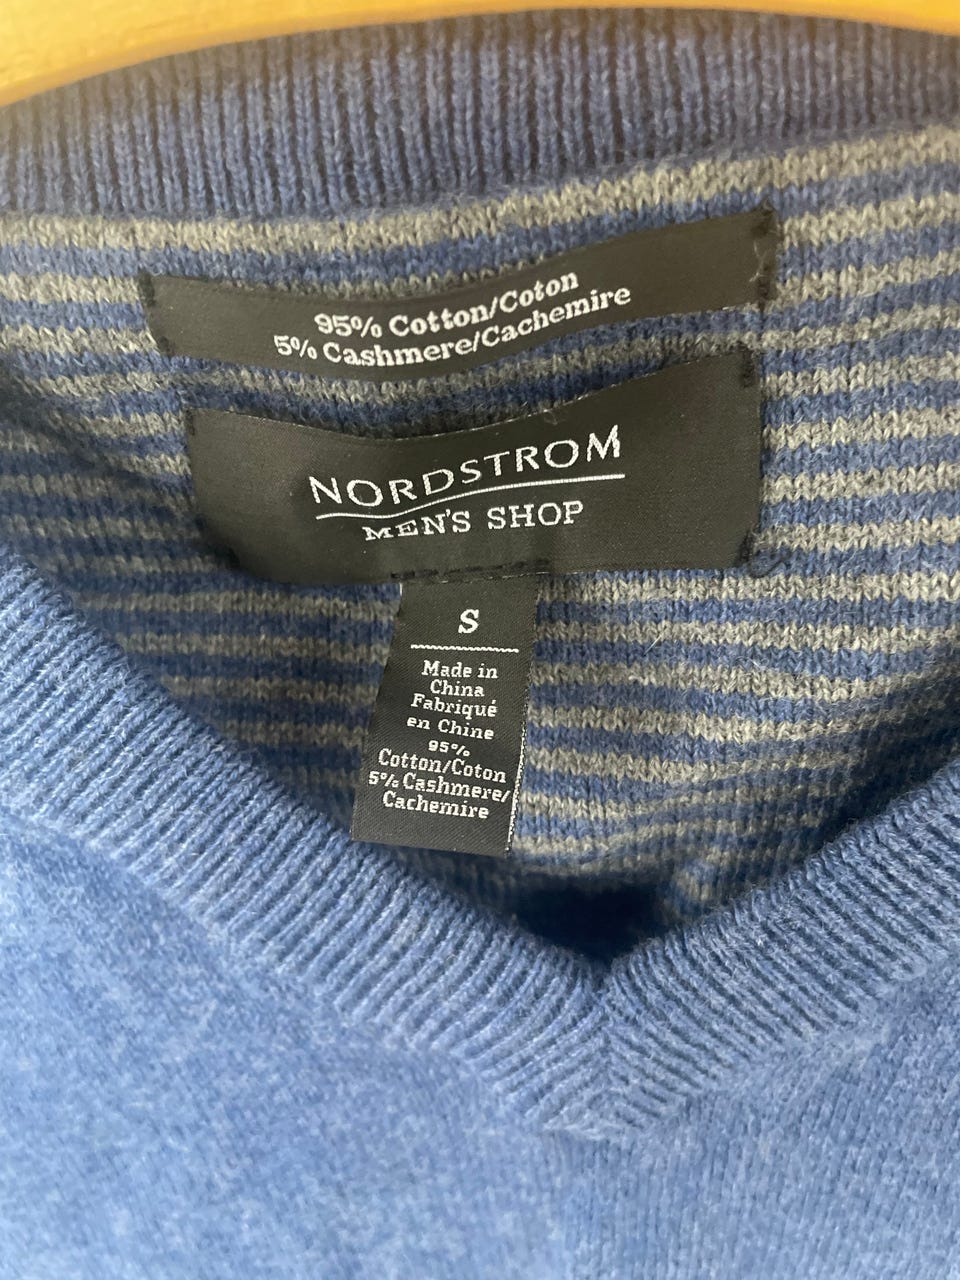 95% Cotton/Coton
5% Cashmere/Cachemire
NORDSTROM
MEN'S SHOP
S
Made in
China
Fabriqué
en Chine
95%
Cotton/Coton
5% Cashmere/
Cachemire